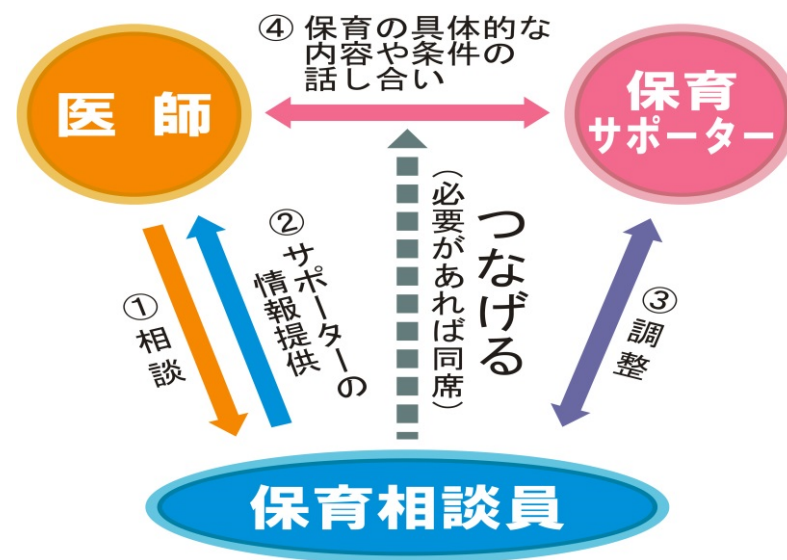 ④ 保育の具体的な
内容や条件の
話し合い
医 師
保育
サポーター
①相談
②サポーターの
情報提供
つなげる
(必要があれば同席)
③調整
保育相談員